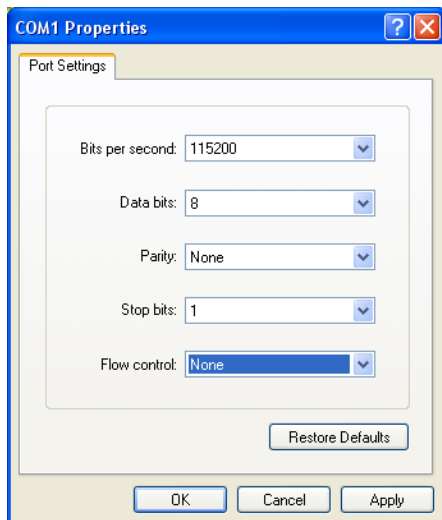 COM1 Properties
Port Settings
Bits per second: 115200
Data bits: 8
Parity: None
Stop bits: 1
Flow control: None
Restore Defaults
OK Cancel Apply